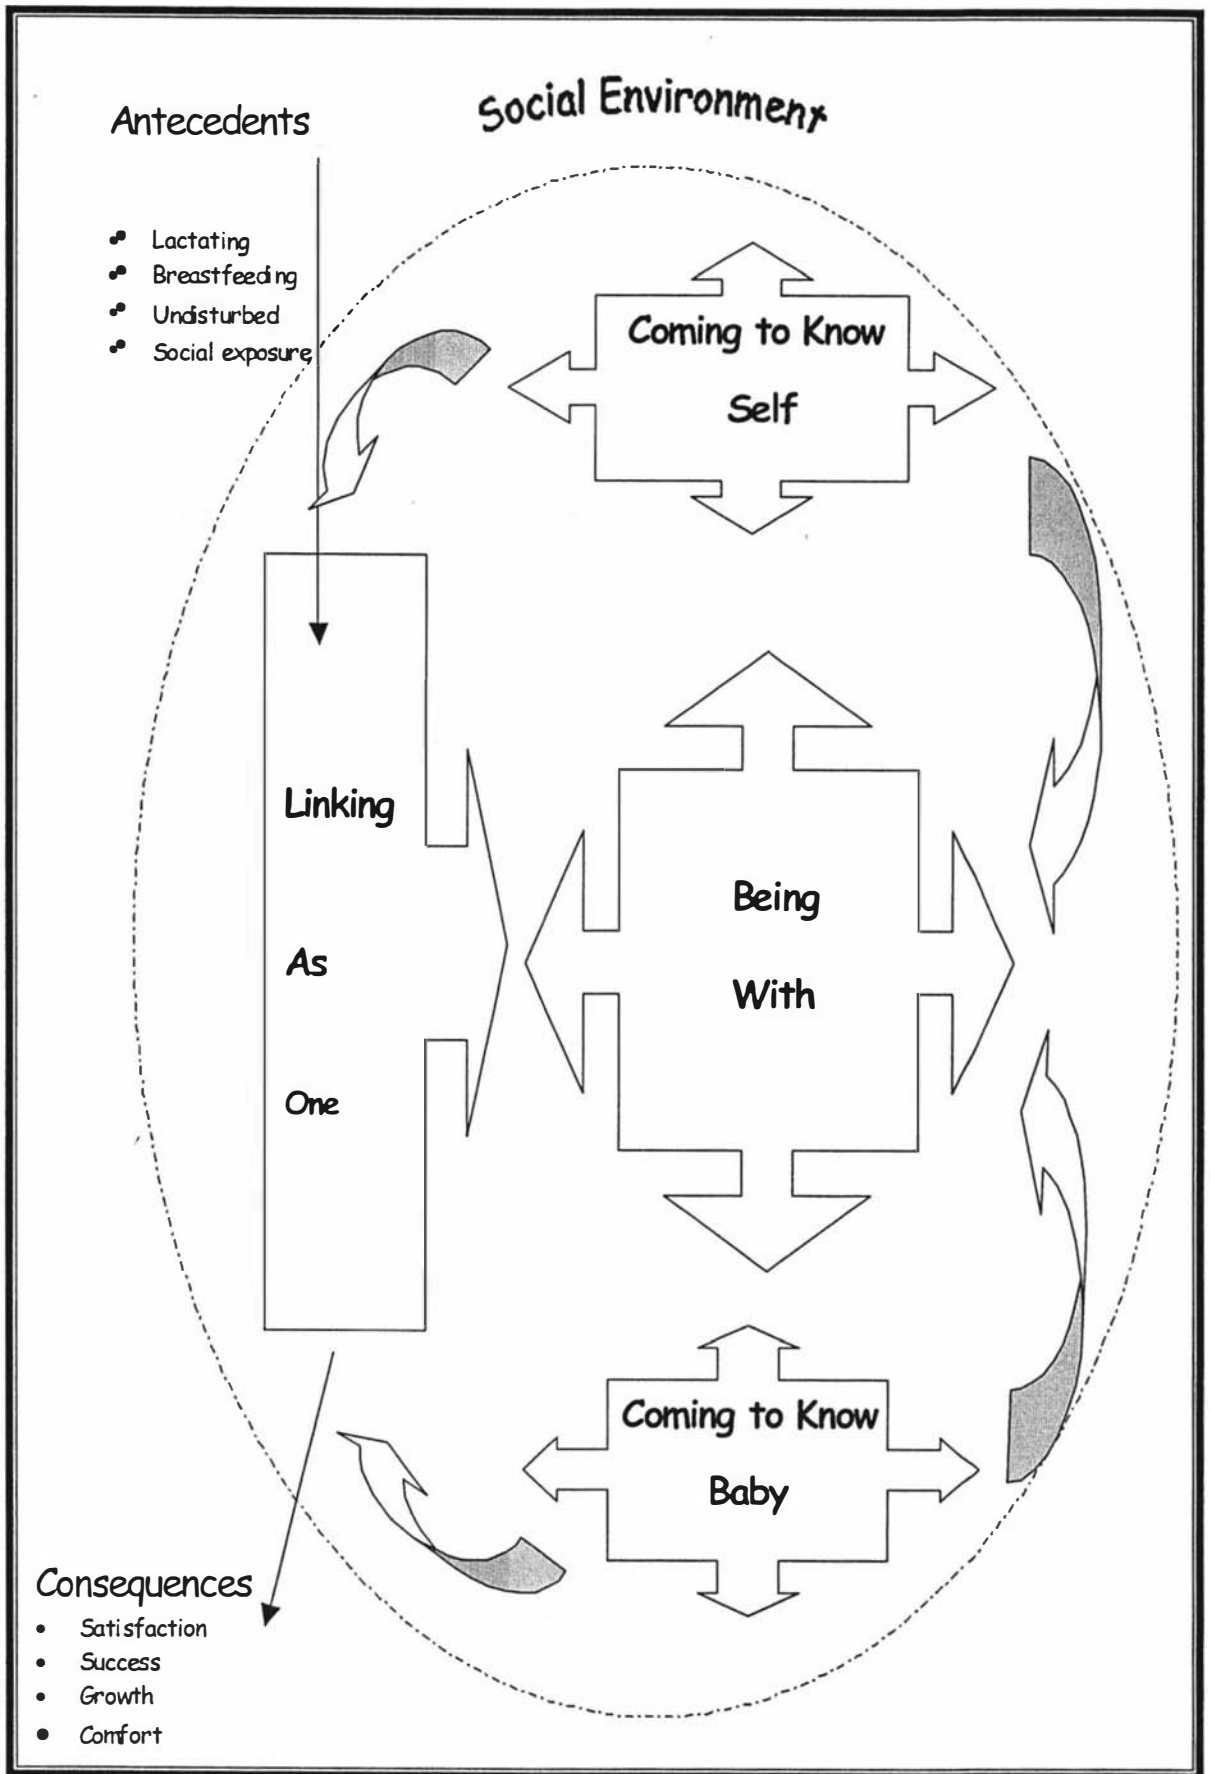 Social Environment
Antecedents
Lactating
Breastfeeding
Undisturbed
Social exposure
Coming to Know
Self
Linking
As
One
Being
With
Coming to Know
Baby
Consequences
Satisfaction
Success
Growth
Comfort